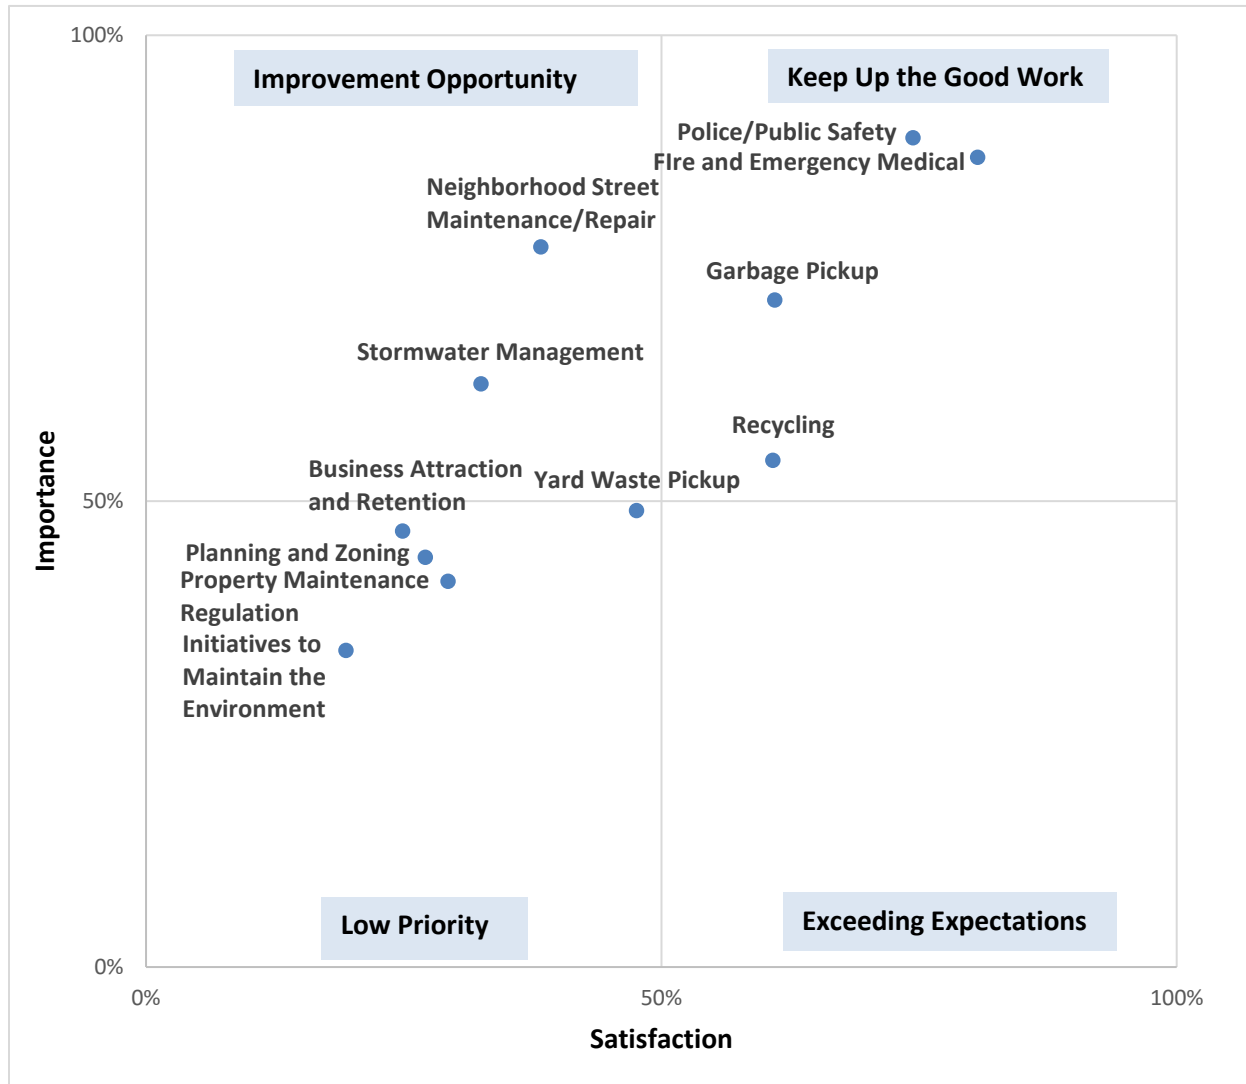 100%
Improvement Opportunity
Keep Up the Good Work
Police/Public Safety
FIre and Emergency Medical
Neighborhood Street
Maintenance/Repair
Garbage Pickup
Stormwater Management
Recycling
Business Attraction
and Retention
Yard Waste Pickup
50%
Importance
Planning and Zoning
Property Maintenance
Regulation
Initiatives to
Maintain the
Environment
Low Priority
Exceeding Expectations
0%
0%
50%
100%
Satisfaction